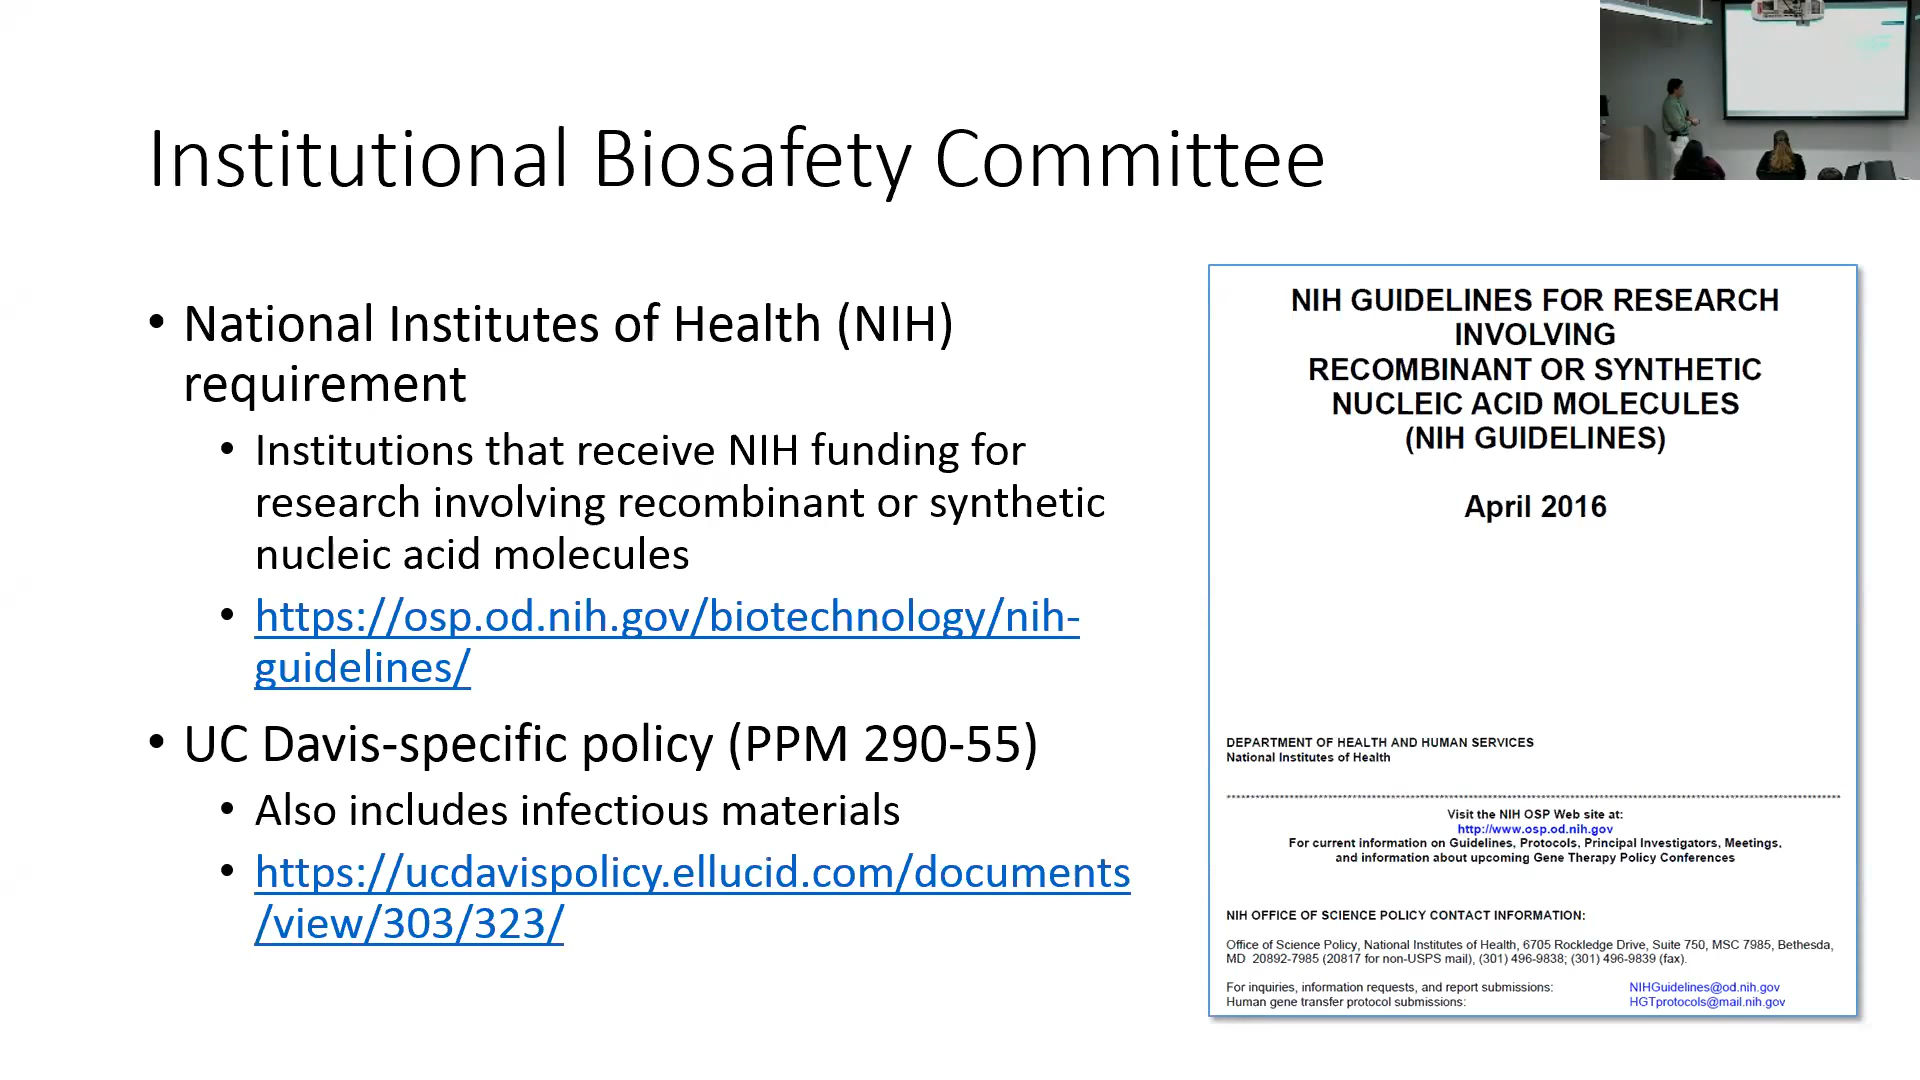 Institutional Biosafety Committee
• National Institutes of Health (NIH)
requirement
• Institutions that receive NIH funding for
research involving recombinant or synthetic
nucleic acid molecules
• https://osp.od.nih.gov/biotechnology/nih-
guidelines/
• UC Davis-specific policy (PPM 290-55)
• Also includes infectious materials
• https://ucdavispolicy.ellucid.com/documents
/view/303/323/
NIH GUIDELINES FOR RESEARCH
INVOLVING
RECOMBINANT OR SYNTHETIC
NUCLEIC ACID MOLECULES
(NIH GUIDELINES)
April 2016
DEPARTMENT OF HEALTH AND HUMAN SERVICES
National Institutes of Health
Visit the NIH OSP Web site at:
http://www.osp.od.nih.gov
For current information on Guidelines, Protocols, Principal Investigators, Meetings,
and information about upcoming Gene Therapy Policy Conferences
NIH OFFICE OF SCIENCE POLICY CONTACT INFORMATION:
Office of Science Policy, National Institutes of Health, 6705 Rockledge Drive, Suite 750, MSC 7985, Bethesda,
MD 20892-7985 (20817 for non-USPS mail), (301) 496-9838; (301) 496-9839 (fax).
For inquiries, information requests, and report submissions: NIHGuidelines@od.nih.gov
Human gene transfer protocol submissions: HGTprotocols@mail.nih.gov